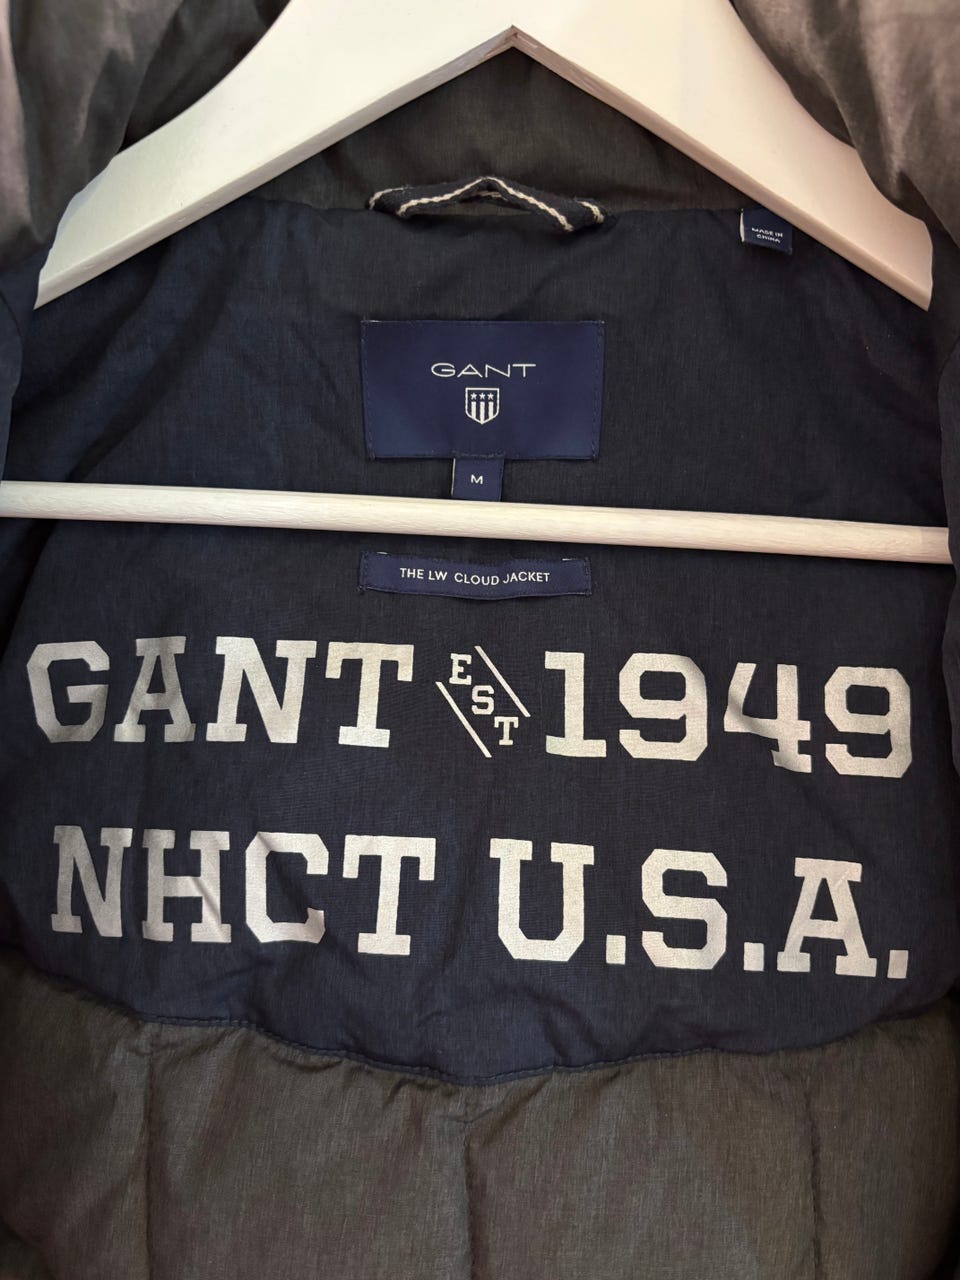 MADE IN
CHINA
GANT
M
THE LW CLOUD JACKET
GANT EST 1949
NHCT U.S.A.